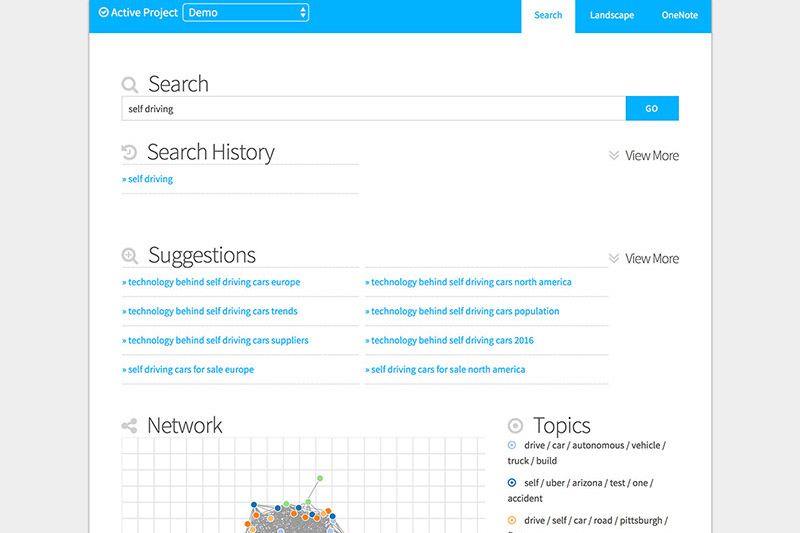 Active Project Demo Search Landscape OneNote
Search
self driving GO
Search History View More
» self driving
Suggestions View More
» technology behind self driving cars europe » technology behind self driving cars north america
» technology behind self driving cars trends » technology behind self driving cars population
» technology behind self driving cars suppliers » technology behind self driving cars 2016
» self driving cars for sale europe » self driving cars for sale north america
Network Topics
drive / car / autonomous / vehicle /
truck / build
self / uber / arizona / test / one /
accident
drive / self / car / road / pittsburgh /